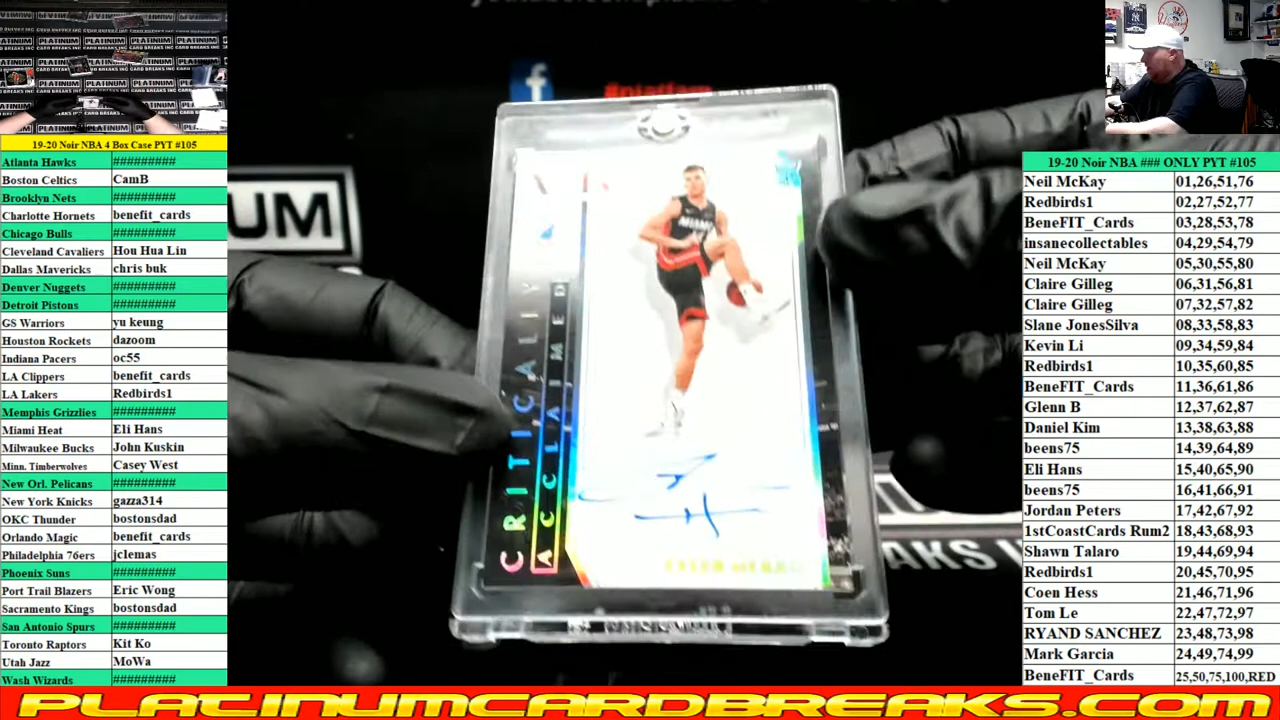 19-20 Noir NBA 4 Box Case PYT #105
Atlanta Hawks #########
Boston Celtics CamB
Brooklyn Nets #########
Charlotte Hornets benefit_cards
Chicago Bulls #########
Cleveland Cavaliers Hou Hua Lin
Dallas Mavericks chris buk
Denver Nuggets #########
Detroit Pistons #########
GS Warriors yu keung
Houston Rockets dazoom
Indiana Pacers oc55
LA Clippers benefit_cards
LA Lakers Redbirds1
Memphis Grizzlies #########
Miami Heat Eli Hans
Milwaukee Bucks John Kuskin
Minn. Timberwolves Casey West
New Orl. Pelicans #########
New York Knicks gazza314
OKC Thunder bostonsdad
Orlando Magic benefit_cards
Philadelphia 76ers jclemas
Phoenix Suns #########
Port Trail Blazers Eric Wong
Sacramento Kings bostonsdad
San Antonio Spurs #########
Toronto Raptors Kit Ko
Utah Jazz MoWa
Wash Wizards #########
CRITICALLY
ACCLAIMED
MIAMI
19-20 Noir NBA ### ONLY PYT #105
Neil McKay 01,26,51,76
Redbirds1 02,27,52,77
BeneFIT_Cards 03,28,53,78
insanecollectables 04,29,54,79
Neil McKay 05,30,55,80
Claire Gilleg 06,31,56,81
Claire Gilleg 07,32,57,82
Slane JonesSilva 08,33,58,83
Kevin Li 09,34,59,84
Redbirds1 10,35,60,85
BeneFIT_Cards 11,36,61,86
Glenn B 12,37,62,87
Daniel Kim 13,38,63,88
beens75 14,39,64,89
Eli Hans 15,40,65,90
beens75 16,41,66,91
Jordan Peters 17,42,67,92
1stCoastCards Rum2 18,43,68,93
Shawn Talaro 19,44,69,94
Redbirds1 20,45,70,95
Coen Hess 21,46,71,96
Tom Le 22,47,72,97
RYAND SANCHEZ 23,48,73,98
Mark Garcia 24,49,74,99
BeneFIT_Cards 25,50,75,100,RED
PLATINUMCARDBREAKS.COM